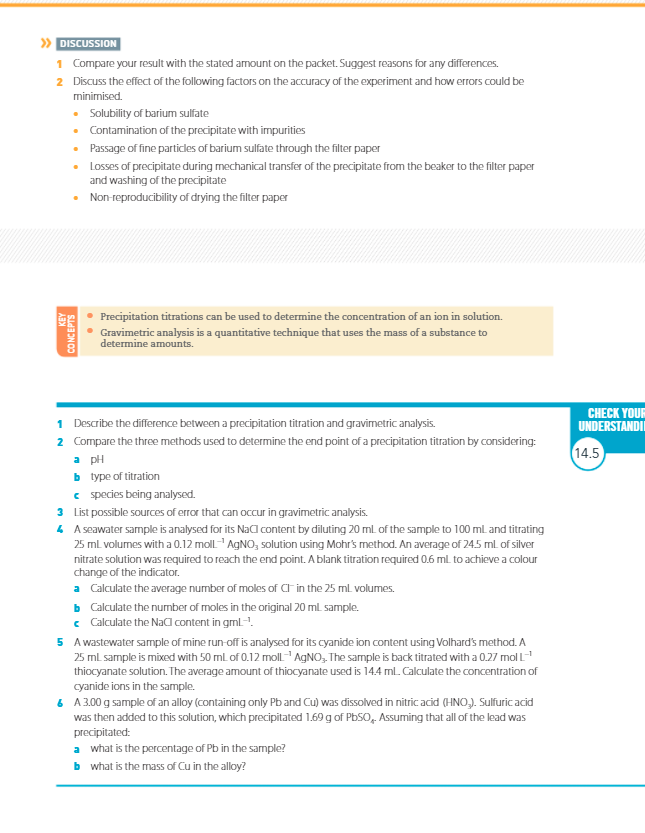 DISCUSSION
1 Compare your result with the stated amount on the packet. Suggest reasons for any differences.
2 Discuss the effect of the following factors on the accuracy of the experiment and how errors could be
minimised.
• Solubility of barium sulfate
• Contamination of the precipitate with impurities
• Passage of fine particles of barium sulfate through the filter paper
• Losses of precipitate during mechanical transfer of the precipitate from the beaker to the filter paper
and washing of the precipitate
• Non-reproducibility of drying the filter paper
KEY
CONCEPTS
• Precipitation titrations can be used to determine the concentration of an ion in solution.
• Gravimetric analysis is a quantitative technique that uses the mass of a substance to
determine amounts.
CHECK YOUR
UNDERSTANDI
14.5
1 Describe the difference between a precipitation titration and gravimetric analysis.
2 Compare the three methods used to determine the end point of a precipitation titration by considering:
a pH
b type of titration
c species being analysed.
3 List possible sources of error that can occur in gravimetric analysis.
4 A seawater sample is analysed for its NaCl content by diluting 20 mL of the sample to 100 mL and titrating
25 mL volumes with a 0.12 molL⁻¹ AgNO₃ solution using Mohr's method. An average of 24.5 mL of silver
nitrate solution was required to reach the end point. A blank titration required 0.6 mL to achieve a colour
change of the indicator.
a Calculate the average number of moles of Cl⁻ in the 25 mL volumes.
b Calculate the number of moles in the original 20 mL sample.
c Calculate the NaCl content in gmL⁻¹.
5 A wastewater sample of mine run-off is analysed for its cyanide ion content using Volhard's method. A
25 mL sample is mixed with 50 mL of 0.12 molL⁻¹ AgNO₃. The sample is back titrated with a 0.27 mol L⁻¹
thiocyanate solution. The average amount of thiocyanate used is 14.4 mL. Calculate the concentration of
cyanide ions in the sample.
6 A 3.00 g sample of an alloy (containing only Pb and Cu) was dissolved in nitric acid (HNO₃). Sulfuric acid
was then added to this solution, which precipitated 1.69 g of PbSO₄. Assuming that all of the lead was
precipitated:
a what is the percentage of Pb in the sample?
b what is the mass of Cu in the alloy?